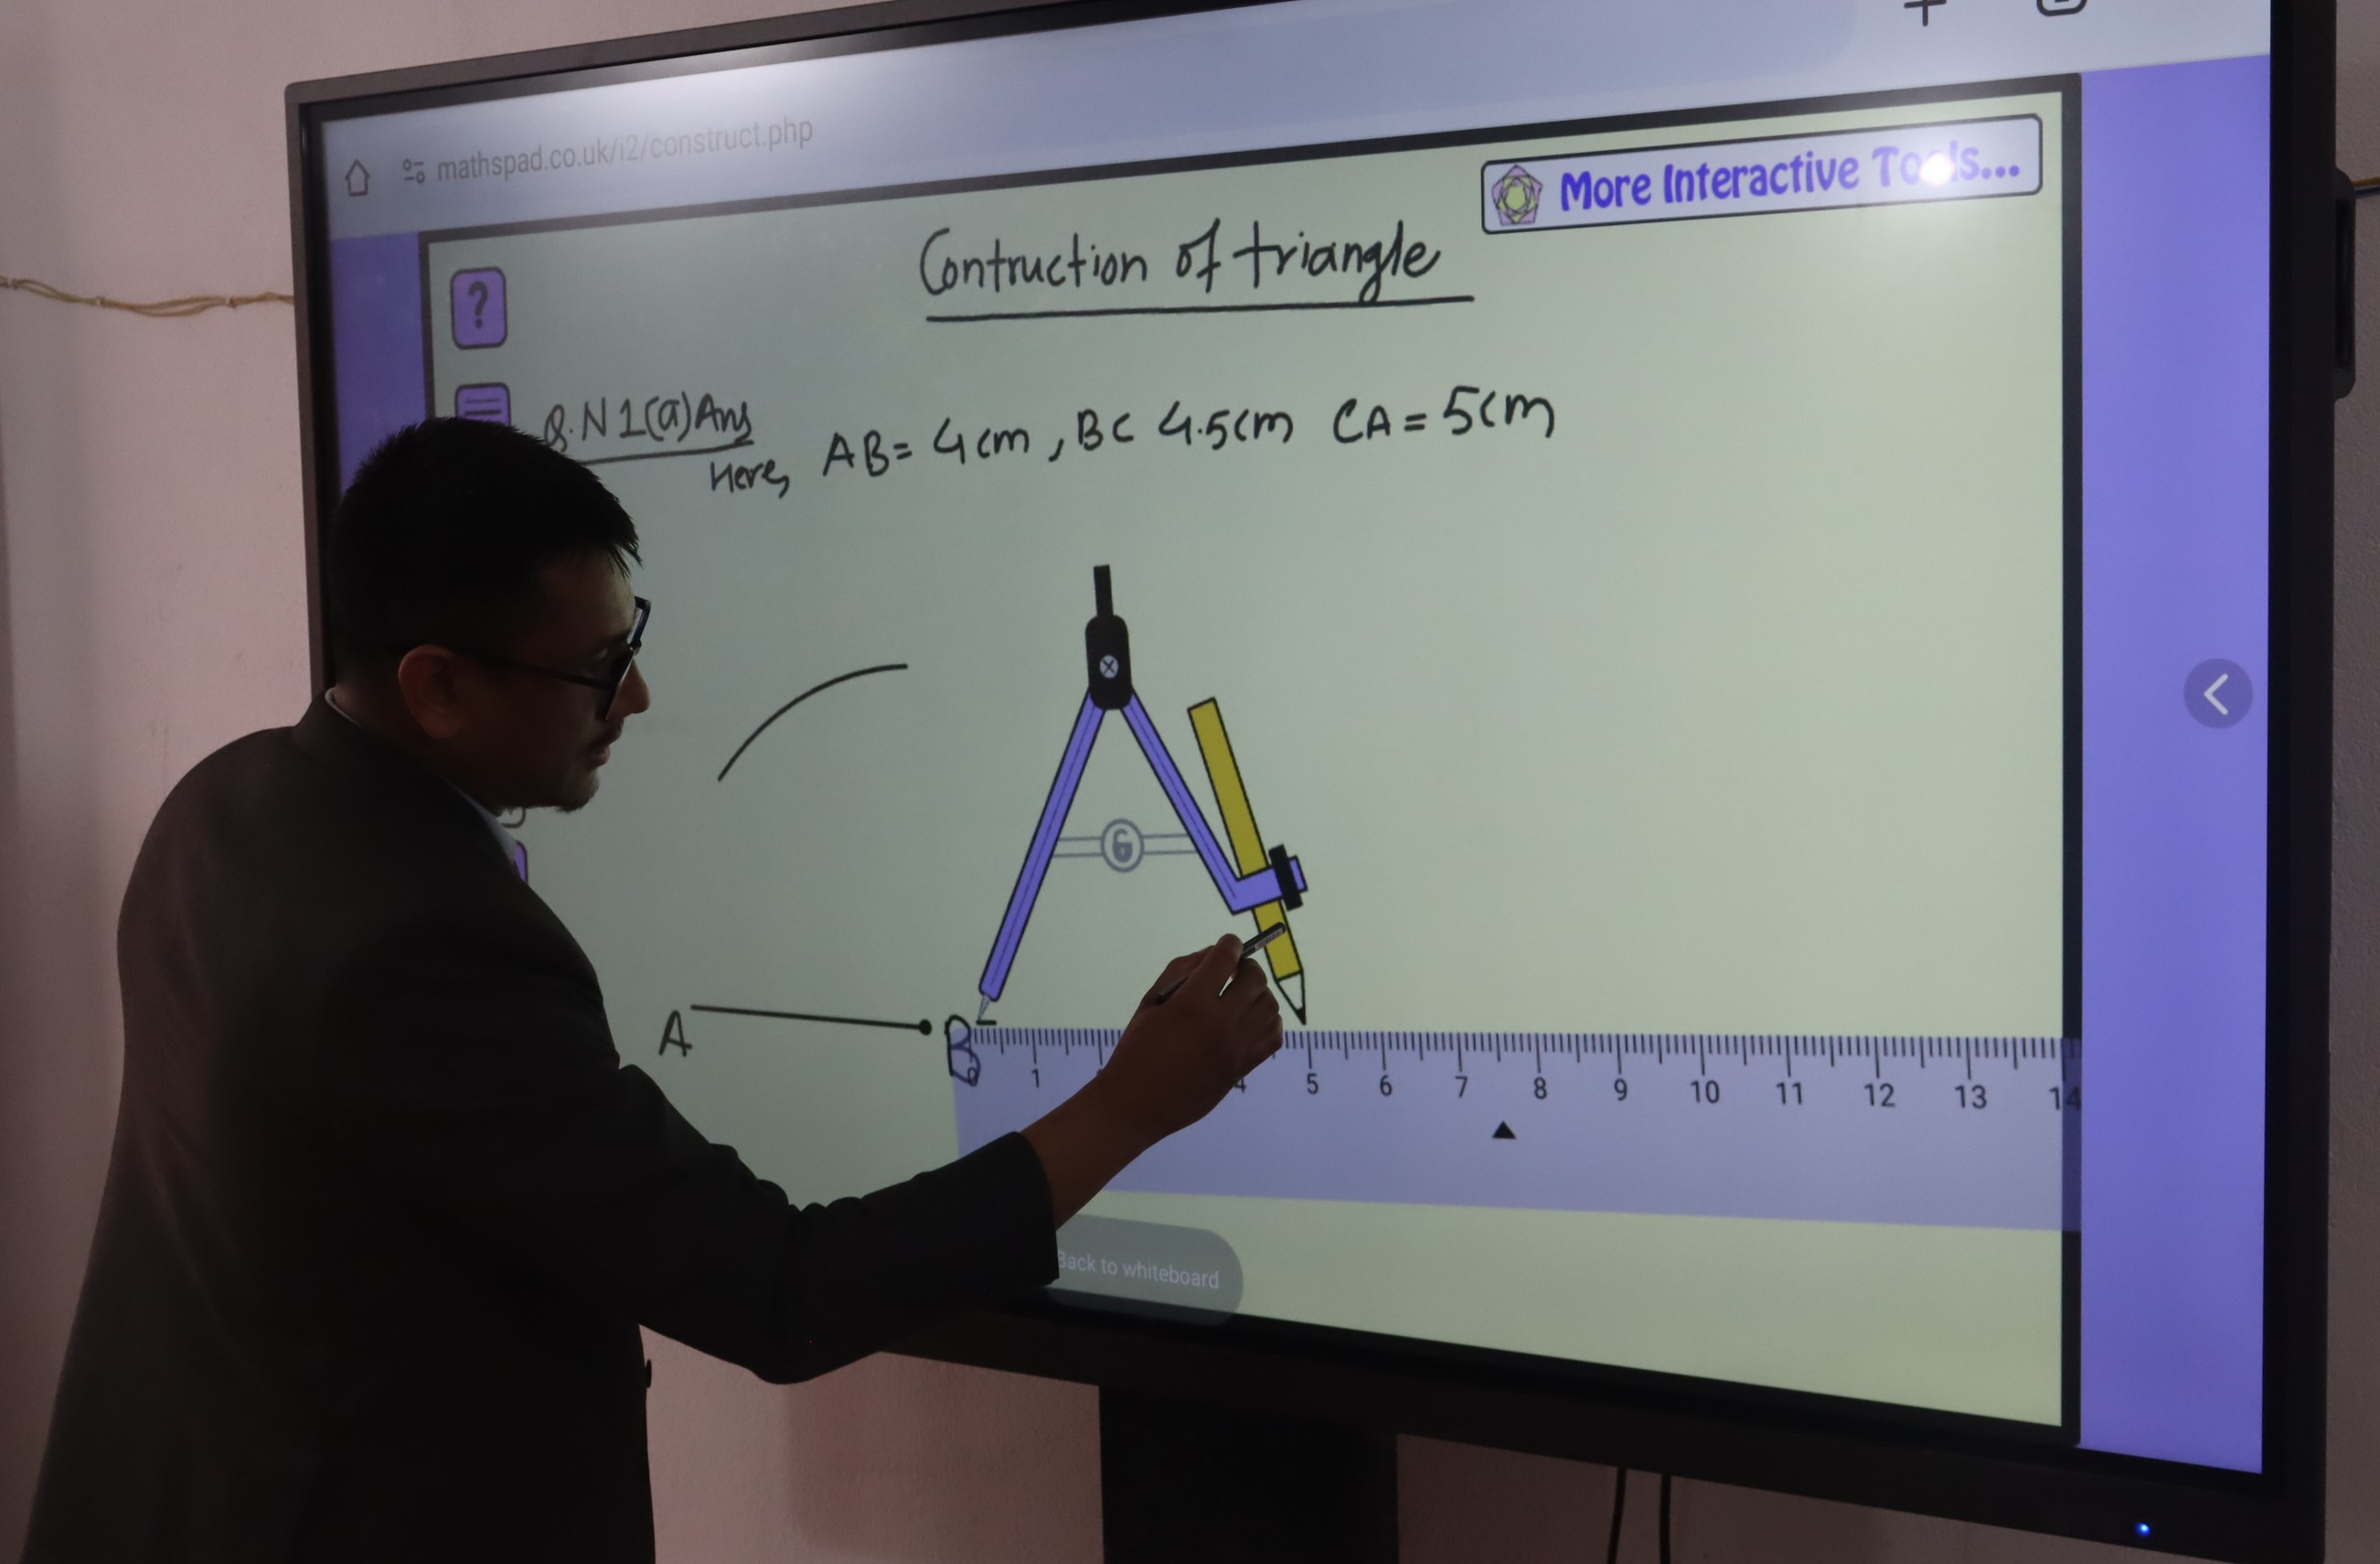 mathspad.co.uk/i2/construct.php
More Interactive Tools...
Contruction of triangle
?
Q.N 1(a) Ans
Here, AB= 4cm , BC 4.5cm CA = 5cm
A
B
1 4 5 6 7 8 9 10 11 12 13 14
Back to whiteboard